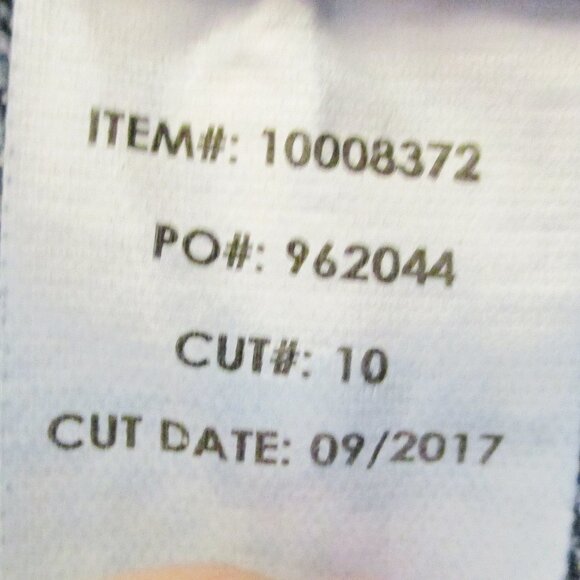 ITEM#: 10008372
PO#: 962044
CUT#: 10
CUT DATE: 09/2017